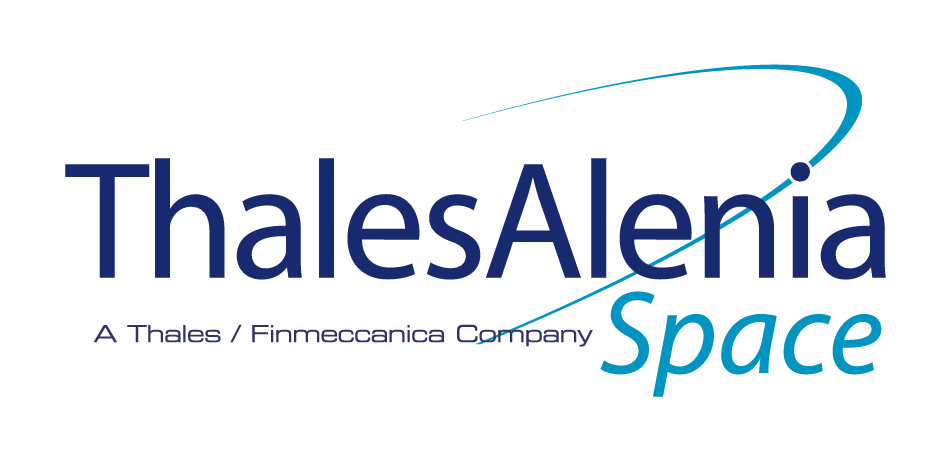 ThalesAlenia
Space
A Thales / Finmeccanica Company